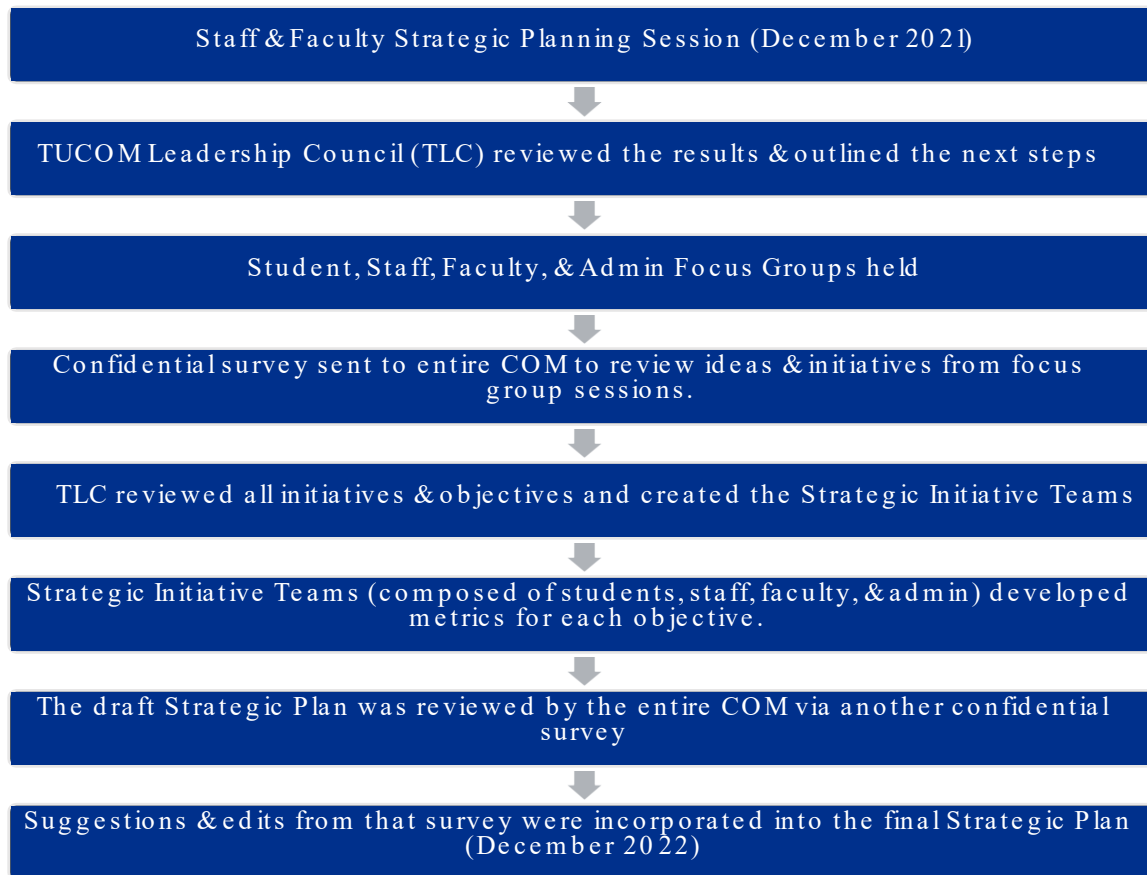 Staff & Faculty Strategic Planning Session (December 2021)
TUCOM Leadership Council (TLC) reviewed the results & outlined the next steps
Student, Staff, Faculty, & Admin Focus Groups held
Confidential survey sent to entire COM to review ideas & initiatives from focus
group sessions.
TLC reviewed all initiatives & objectives and created the Strategic Initiative Teams
Strategic Initiative Teams (composed of students, staff, faculty, & admin) developed
metrics for each objective.
The draft Strategic Plan was reviewed by the entire COM via another confidential
survey
Suggestions & edits from that survey were incorporated into the final Strategic Plan
(December 2022)